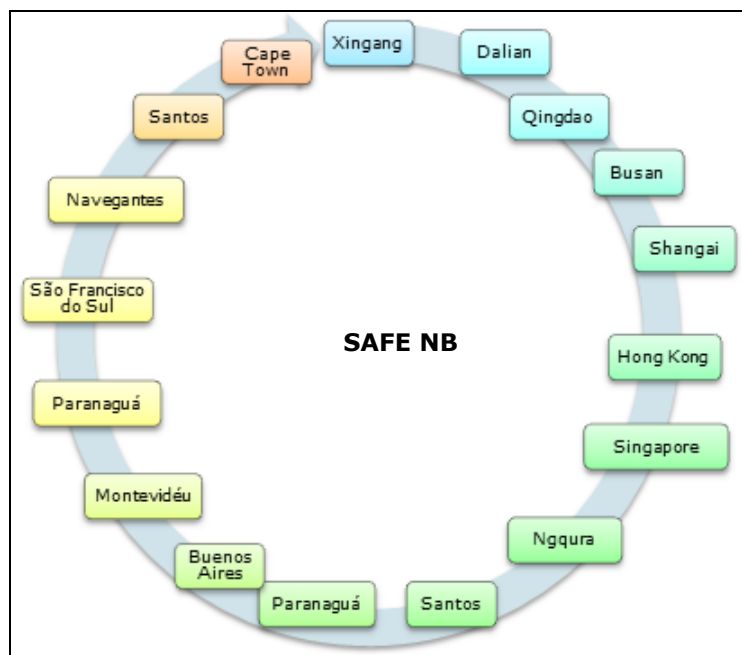 Xingang
Dalian
Qingdao
Busan
Shangai
Hong Kong
Singapore
Ngqura
Santos
Paranaguá
Buenos
Aires
Montevidéu
Paranaguá
São Francisco
do Sul
Navegantes
Santos
Cape
Town
SAFE NB